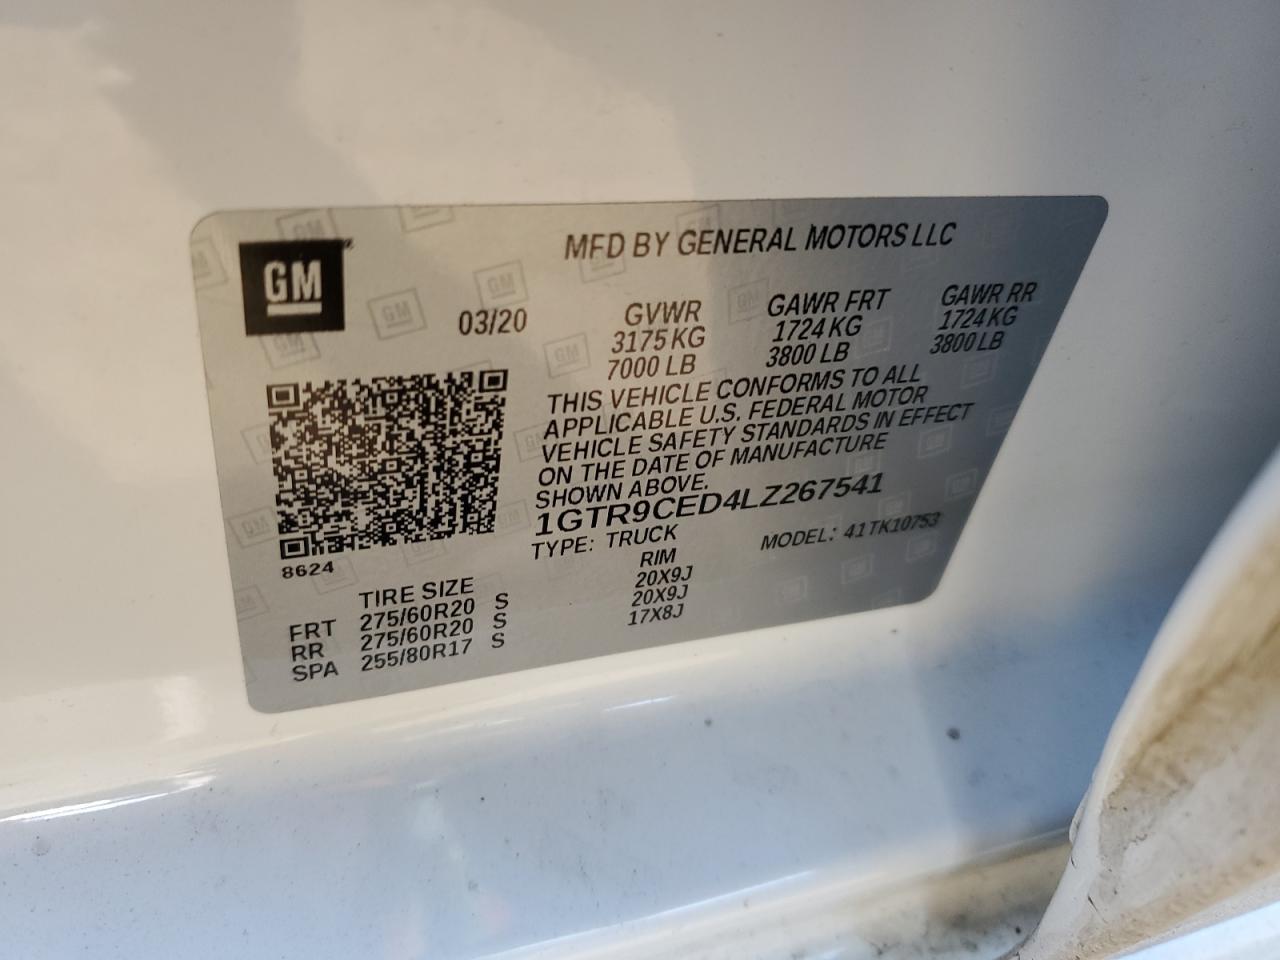 GM
MFD BY GENERAL MOTORS LLC
03/20
GVWR GAWR FRT GAWR RR
3175 KG 1724 KG 1724 KG
7000 LB 3800 LB 3800 LB
THIS VEHICLE CONFORMS TO ALL
APPLICABLE U.S. FEDERAL MOTOR
VEHICLE SAFETY STANDARDS IN EFFECT
ON THE DATE OF MANUFACTURE
SHOWN ABOVE.
1GTR9CED4LZ267541
TYPE: TRUCK MODEL: 41TK10753
8624
TIRE SIZE RIM
FRT 275/60R20 S 20X9J
RR 275/60R20 S 20X9J
SPA 255/80R17 S 17X8J